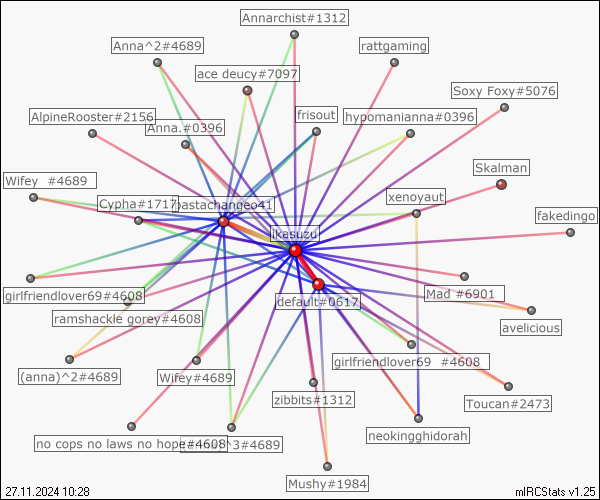 Annarchist#1312
Anna^2#4689
rattgaming
ace deucy#7097
Soxy Foxy#5076
AlpineRooster#2156
Anna.#0396
frisout
hypomanianna#0396
Skalman
Wifey #4689
Cypha#1717
hastachangeo41
xenoyaut
fakedingo
ikasuzu
girlfriendlover69#4608
default#0617
Mad #6901
ramshackle gorey#4608
avelicious
(anna)^2#4689
Wifey#4689
girlfriendlover69 #4608
zibbits#1312
Toucan#2473
no cops no laws no hope#4608
^3#4689
neokingghidorah
Mushy#1984
27.11.2024 10:28
mIRCStats v1.25